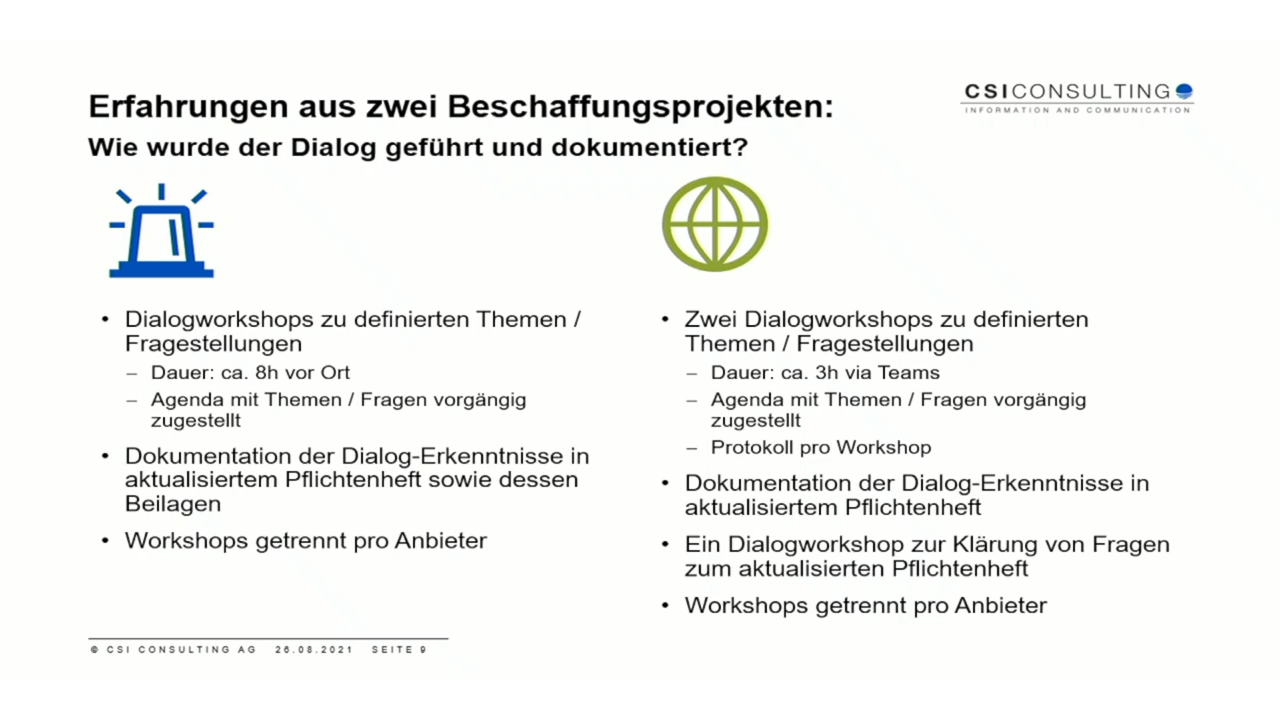 Erfahrungen aus zwei Beschaffungsprojekten:
Wie wurde der Dialog geführt und dokumentiert?
CSICONSULTING
INFORMATION AND COMMUNICATION
• Dialogworkshops zu definierten Themen /
Fragestellungen
– Dauer: ca. 8h vor Ort
– Agenda mit Themen / Fragen vorgängig
zugestellt
• Dokumentation der Dialog-Erkenntnisse in
aktualisiertem Pflichtenheft sowie dessen
Beilagen
• Workshops getrennt pro Anbieter
• Zwei Dialogworkshops zu definierten
Themen / Fragestellungen
– Dauer: ca. 3h via Teams
– Agenda mit Themen / Fragen vorgängig
zugestellt
– Protokoll pro Workshop
• Dokumentation der Dialog-Erkenntnisse in
aktualisiertem Pflichtenheft
• Ein Dialogworkshop zur Klärung von Fragen
zum aktualisierten Pflichtenheft
• Workshops getrennt pro Anbieter
© CSI CONSULTING AG 26.08.2021 SEITE 9